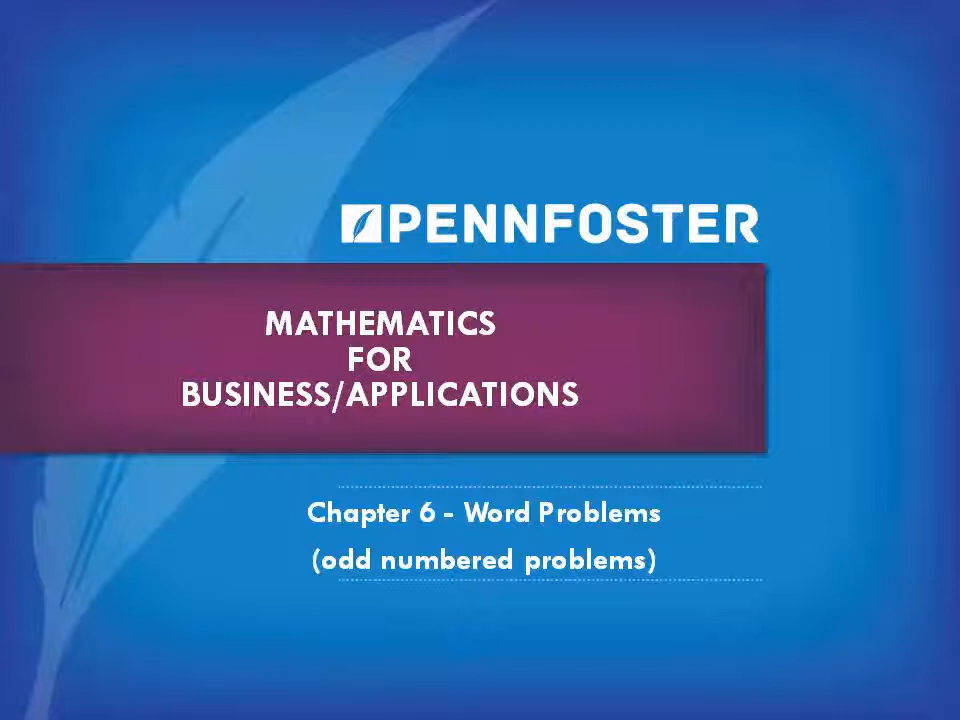 PENNFOSTER
MATHEMATICS
FOR
BUSINESS/APPLICATIONS
Chapter 6 - Word Problems
(odd numbered problems)